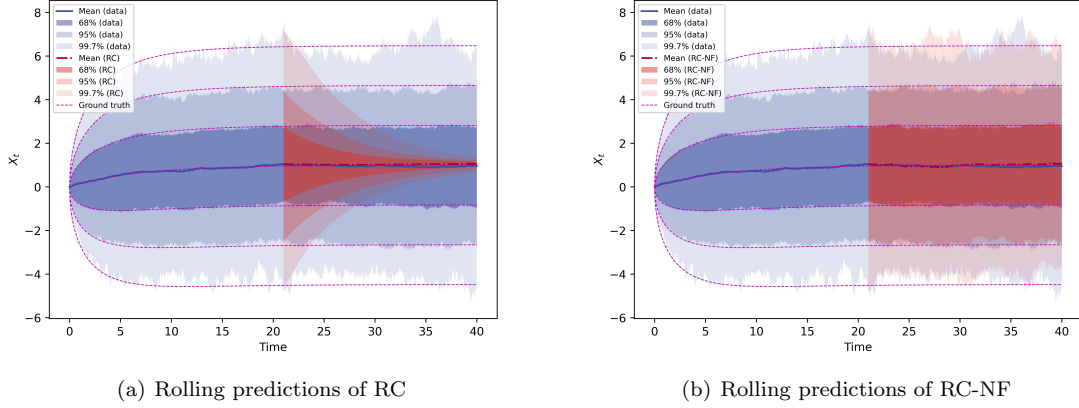 8
6
4
2
0
−2
−4
−6
X_t
0
5
10
15
20
25
30
35
40
Time
Mean (data)
68% (data)
95% (data)
99.7% (data)
Mean (RC)
68% (RC)
95% (RC)
99.7% (RC)
Ground truth
(a) Rolling predictions of RC
8
6
4
2
0
−2
−4
−6
X_t
0
5
10
15
20
25
30
35
40
Time
Mean (data)
68% (data)
95% (data)
99.7% (data)
Mean (RC-NF)
68% (RC-NF)
95% (RC-NF)
99.7% (RC-NF)
Ground truth
(b) Rolling predictions of RC-NF